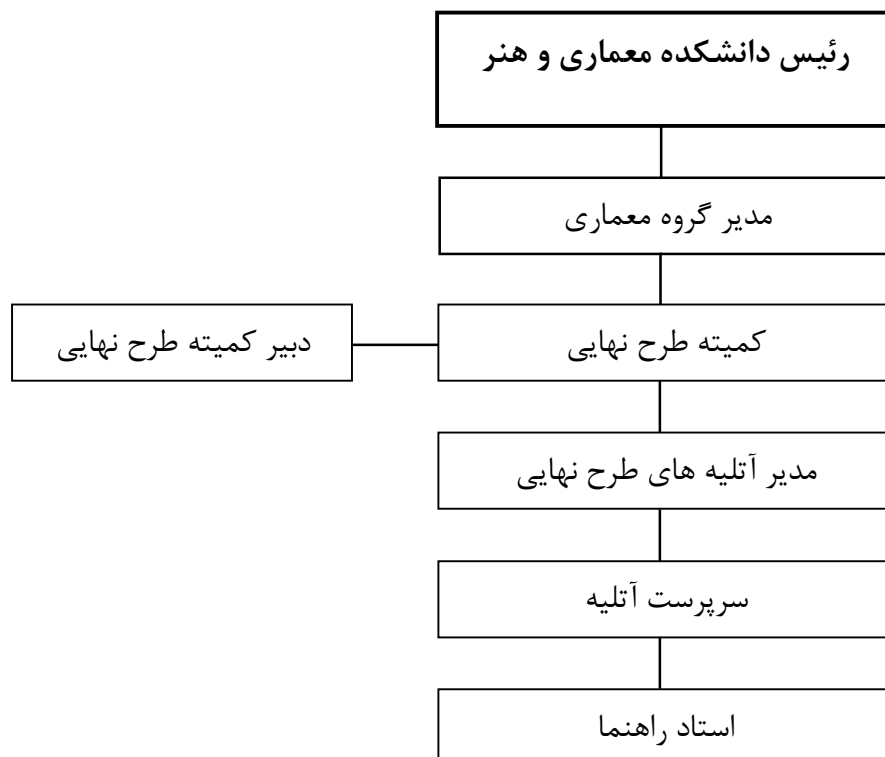 رئیس دانشکده معماری و هنر
مدیر گروه معماری
کمیته طرح نهایی
دبیر کمیته طرح نهایی
مدیر آتلیه های طرح نهایی
سرپرست آتلیه
استاد راهنما